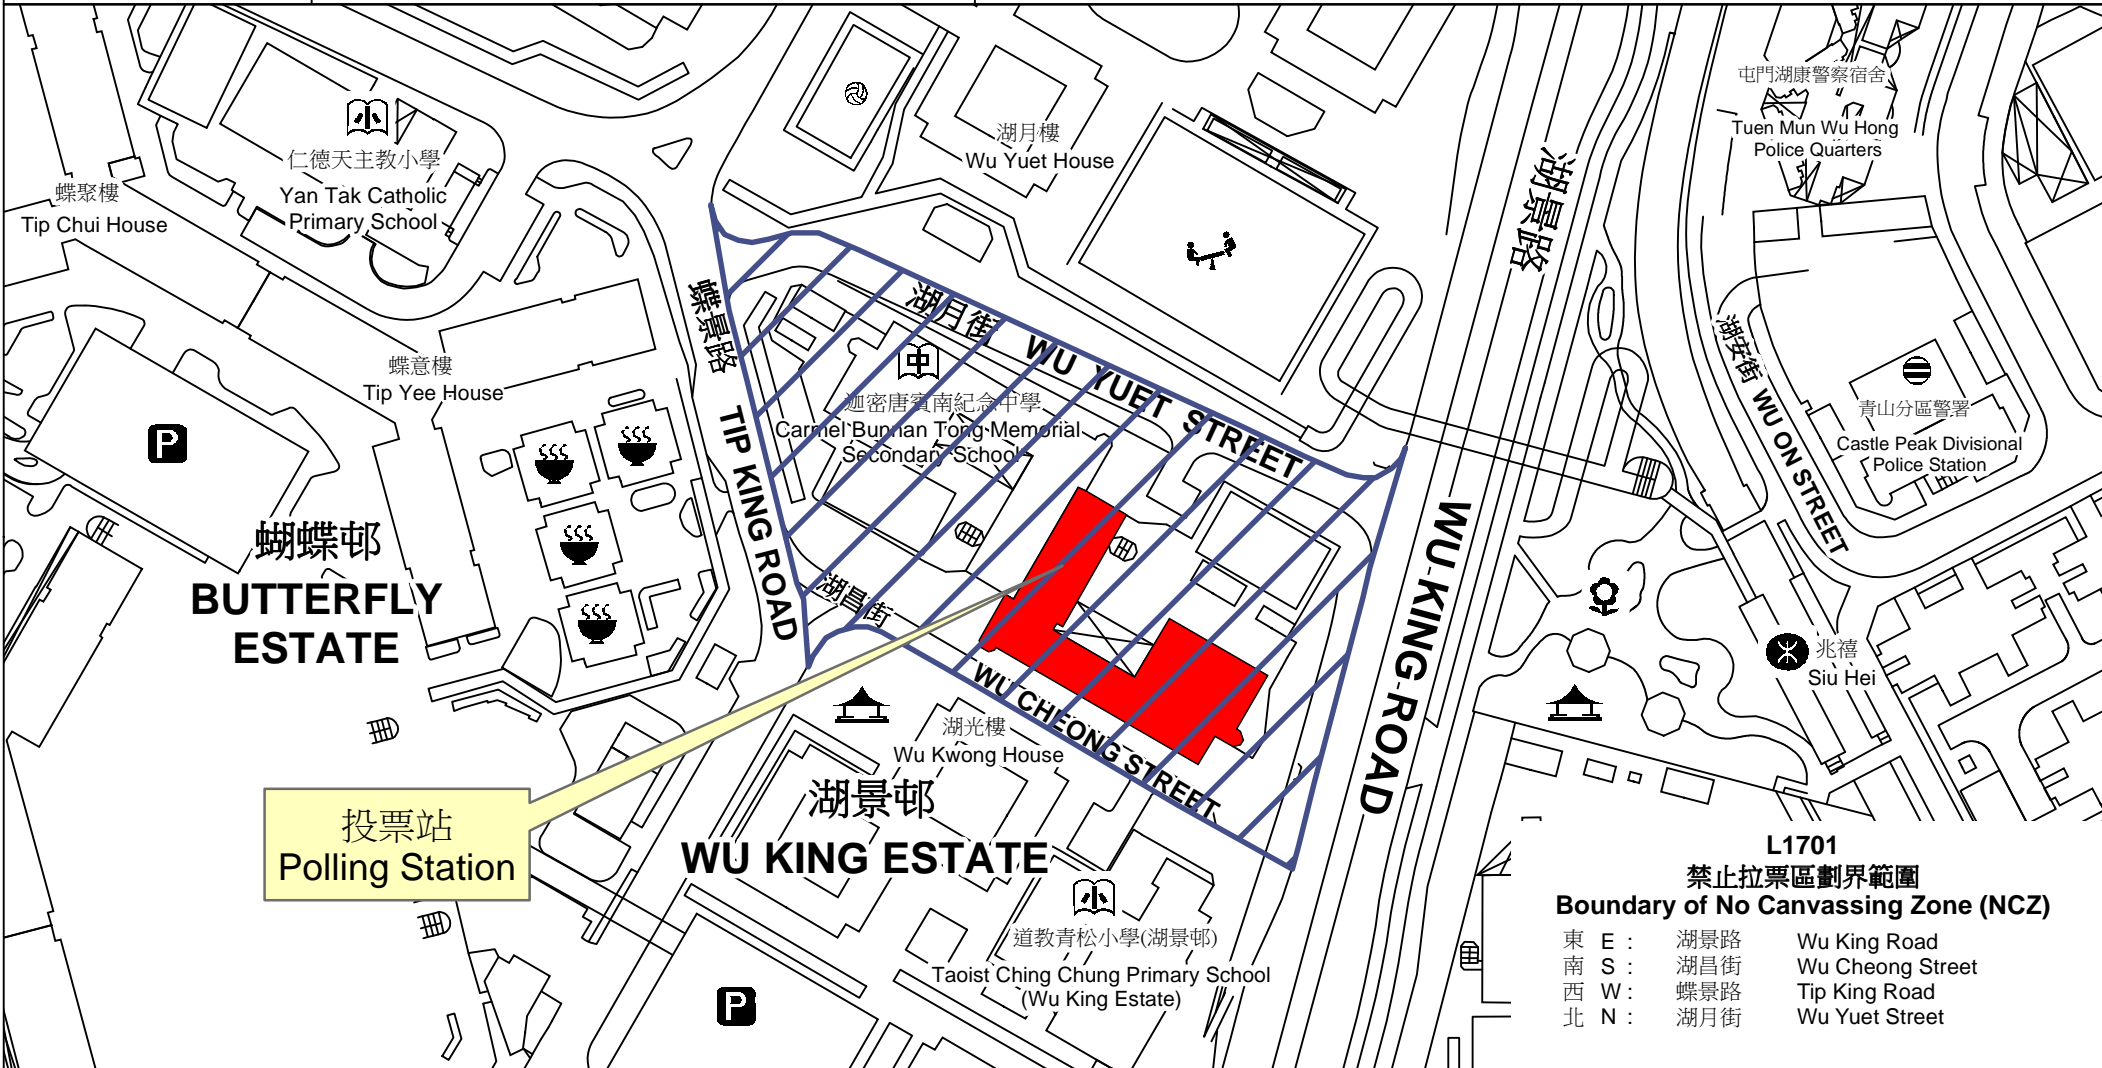 屯門湖康警察宿舍
Tuen Mun Wu Hong
Police Quarters
湖月樓
Wu Yuet House
仁德天主教小學
Yan Tak Catholic
Primary School
蝶聚樓
Tip Chui House
湖景路
蝶景路
湖月街
WU YUET STREET
湖安街 WU ON STREET
蝶意樓
Tip Yee House
中
迦密唐賓南紀念中學
Carmel Bunnan Tong Memorial
Secondary School
青山分區警署
Castle Peak Divisional
Police Station
P
TIP KING ROAD
蝴蝶邨
BUTTERFLY
ESTATE
湖昌街
WU KING ROAD
兆禧
Siu Hei
WU CHEONG STREET
湖光樓
Wu Kwong House
湖景邨
WU KING ESTATE
投票站
Polling Station
小
小
道教青松小學(湖景邨)
Taoist Ching Chung Primary School
(Wu King Estate)
P
L1701
禁止拉票區劃界範圍
Boundary of No Canvassing Zone (NCZ)
東 E : 湖景路 Wu King Road
南 S : 湖昌街 Wu Cheong Street
西 W : 蝶景路 Tip King Road
北 N : 湖月街 Wu Yuet Street